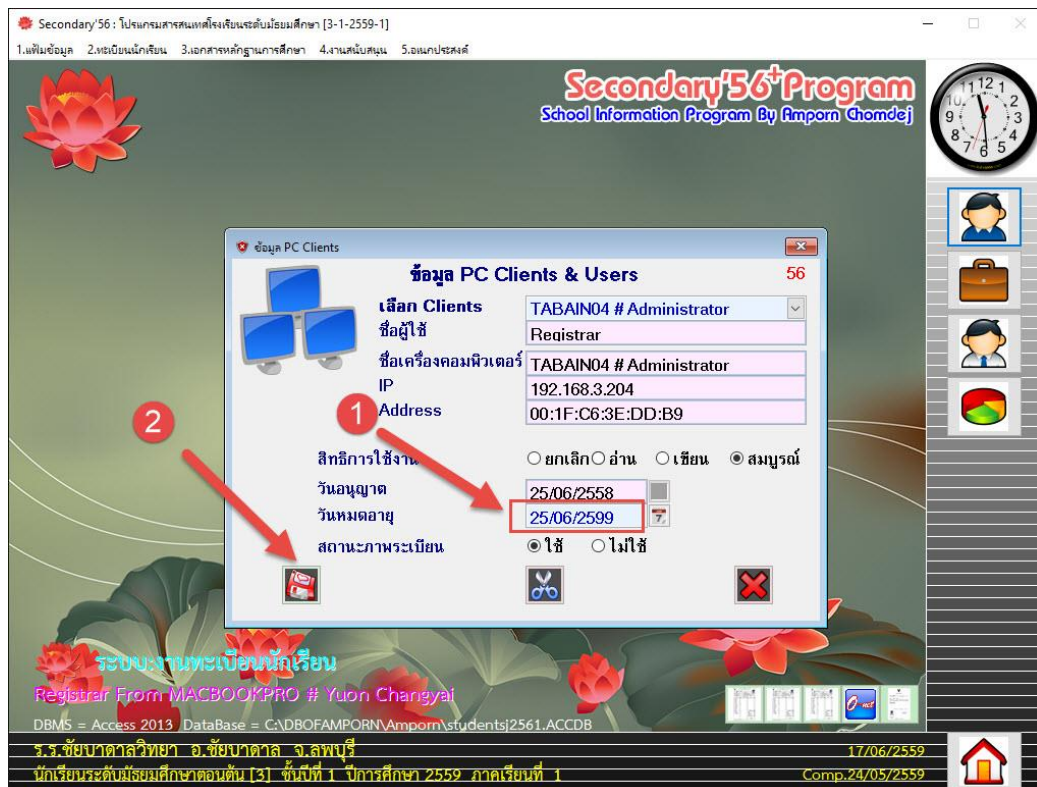 Secondary'56 : โปรแกรมสารสนเทศโรงเรียนระดับมัธยมศึกษา [3-1-2559-1]
1.แฟ้มข้อมูล 2.ทะเบียนนักเรียน 3.เอกสารหลักฐานการศึกษา 4.งานสนับสนุน 5.อเนกประสงค์
Secondary'56+Program
School Information Program By Amporn Chomdej
ข้อมูล PC Clients
ข้อมูล PC Clients & Users 56
เลือก Clients TABAIN04 # Administrator
ชื่อผู้ใช้ Registrar
ชื่อเครื่องคอมพิวเตอร์ TABAIN04 # Administrator
IP 192.168.3.204
Address 00:1F:C6:3E:DD:B9
สิทธิการใช้งาน ยกเลิก อ่าน เขียน สมบูรณ์
วันอนุญาต 25/06/2558
วันหมดอายุ 25/06/2599
สถานะภาพระเบียน ใช้ ไม่ใช้
1
2
12 1 2 3 4 5 6 7 8 9 10 11
ระบบ:งานทะเบียนนักเรียน
Registrar From MACBOOKPRO # Yuon Changyai
DBMS = Access 2013 DataBase = C:\DBOFAMPORN\Amporn\studentsj2561.ACCDB
O-net
ร.ร.ชัยบาดาลวิทยา อ.ชัยบาดาล จ.ลพบุรี 17/06/2559
นักเรียนระดับมัธยมศึกษาตอนต้น [3] ชั้นปีที่ 1 ปีการศึกษา 2559 ภาคเรียนที่ 1 Comp.24/05/2559